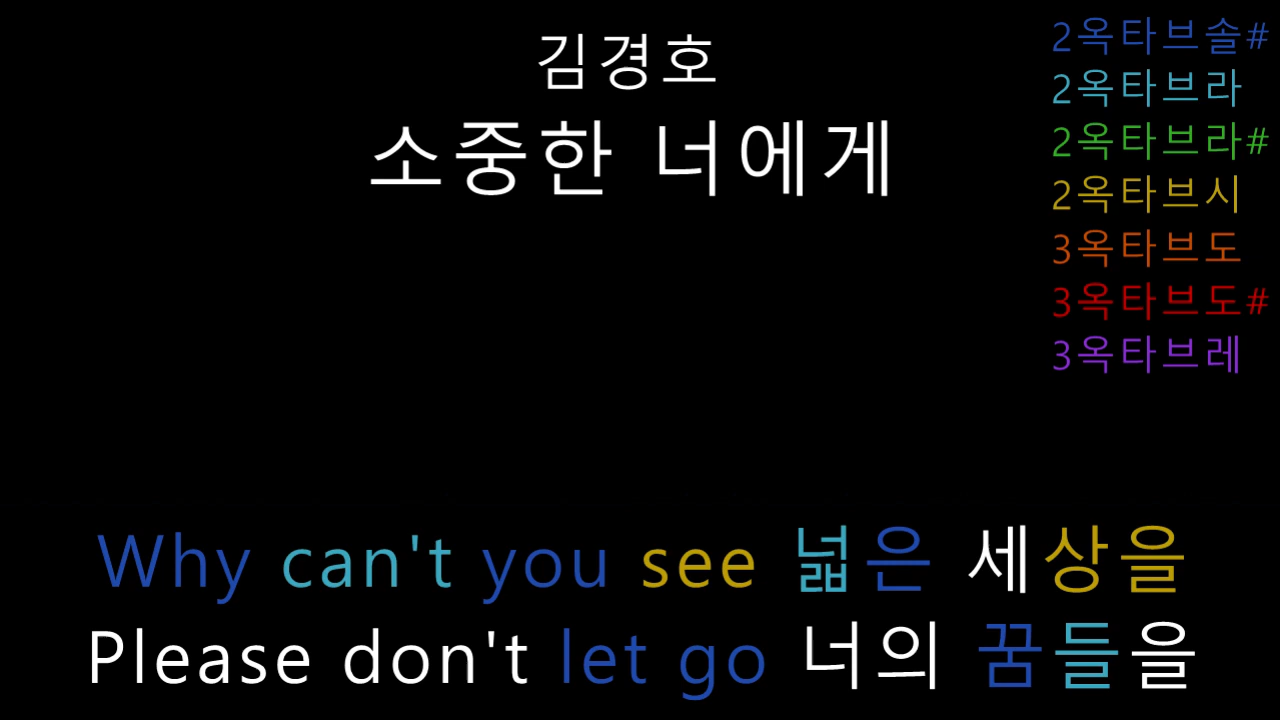 김경호
소중한 너에게
2옥타브솔#
2옥타브라
2옥타브라#
2옥타브시
3옥타브도
3옥타브도#
3옥타브레
Why can't you see 넓은 세상을
Please don't let go 너의 꿈들을